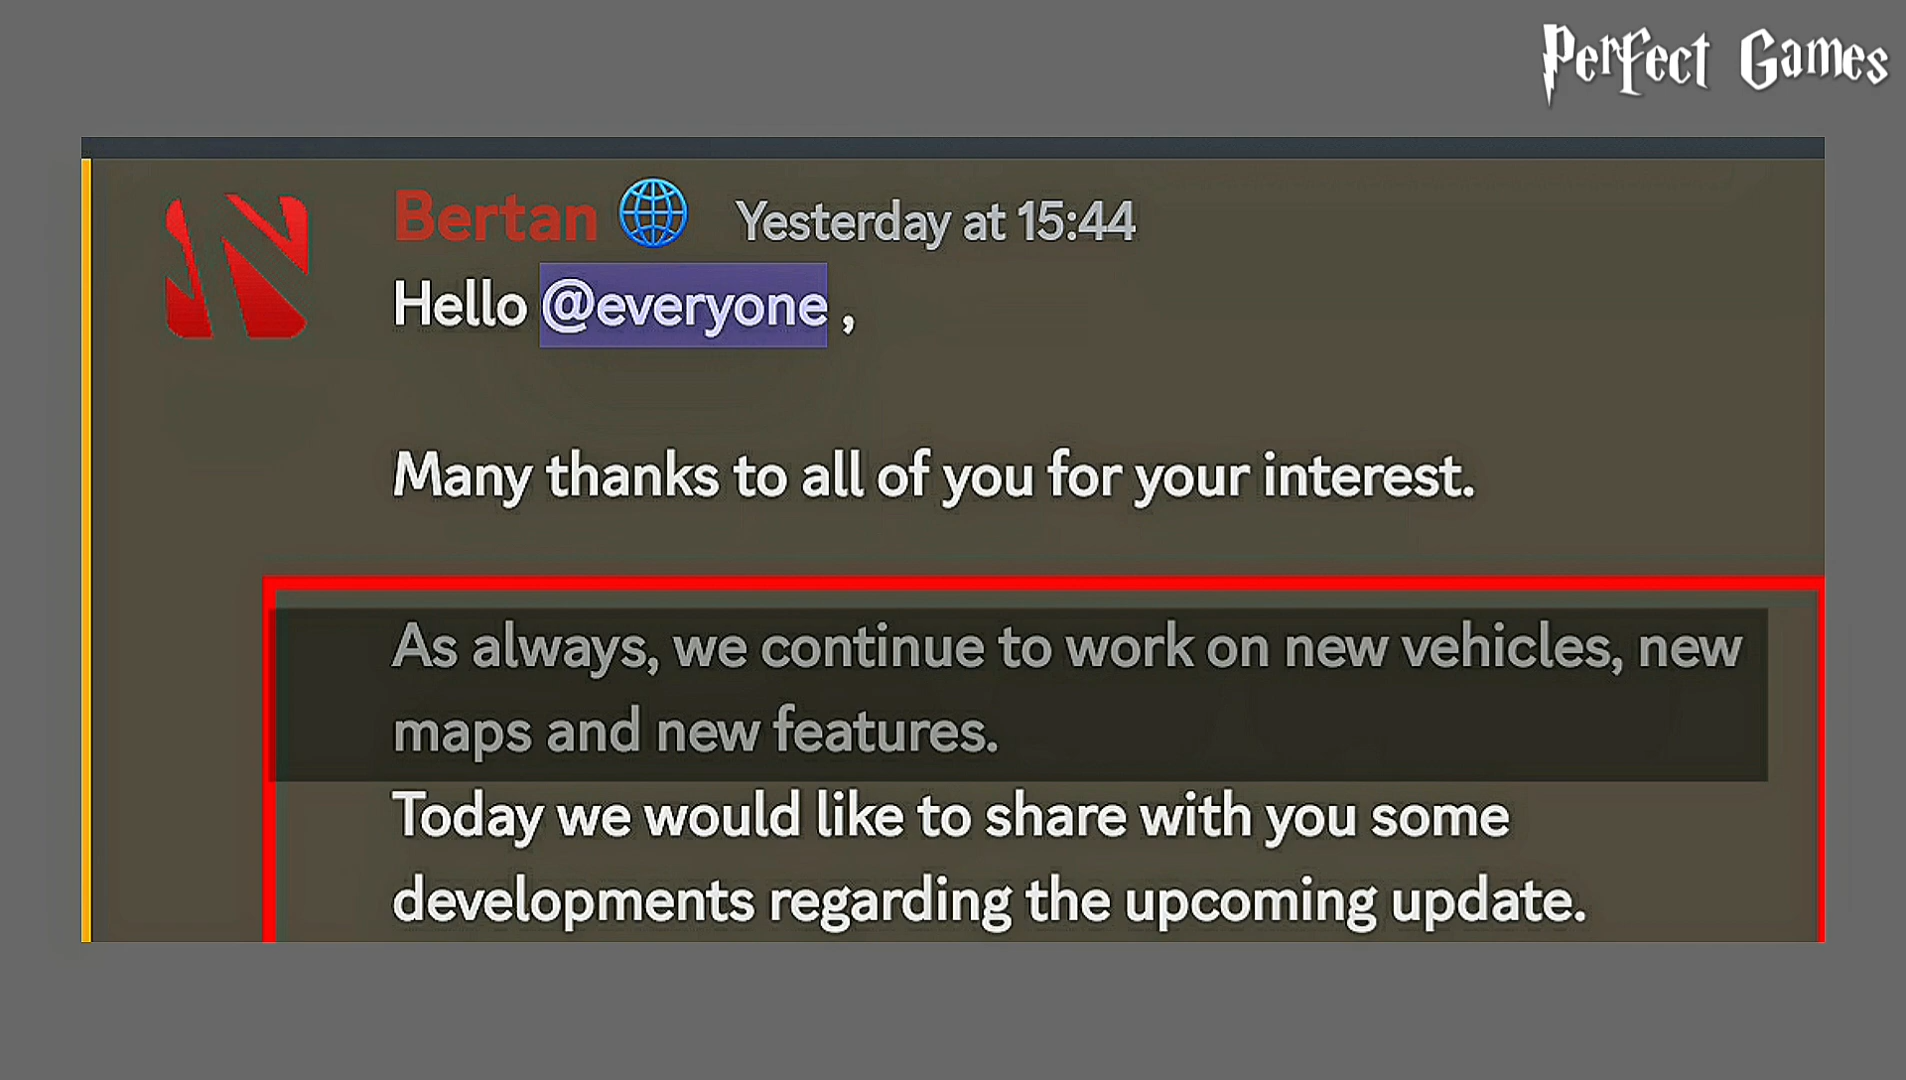 Perfect Games
Bertan Yesterday at 15:44
Hello @everyone ,
Many thanks to all of you for your interest.
As always, we continue to work on new vehicles, new
maps and new features.
Today we would like to share with you some
developments regarding the upcoming update.